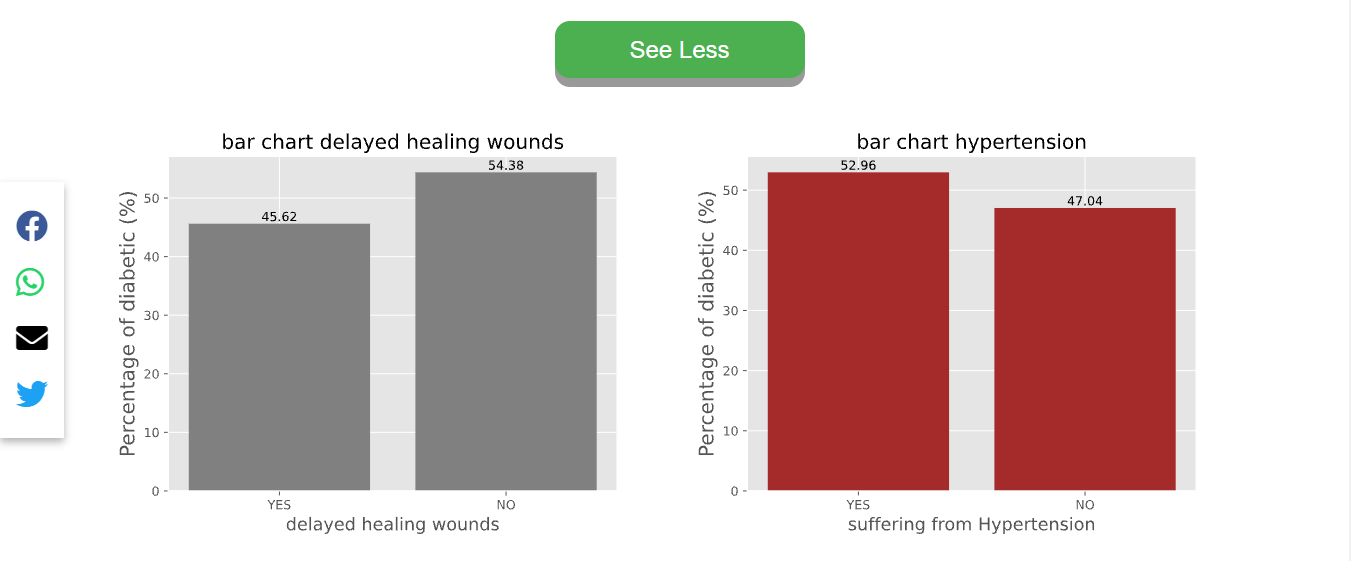 See Less
bar chart delayed healing wounds
54.38
45.62
50
40
30
20
10
0
Percentage of diabetic (%)
YES
NO
delayed healing wounds
bar chart hypertension
52.96
47.04
50
40
30
20
10
0
Percentage of diabetic (%)
YES
NO
suffering from Hypertension